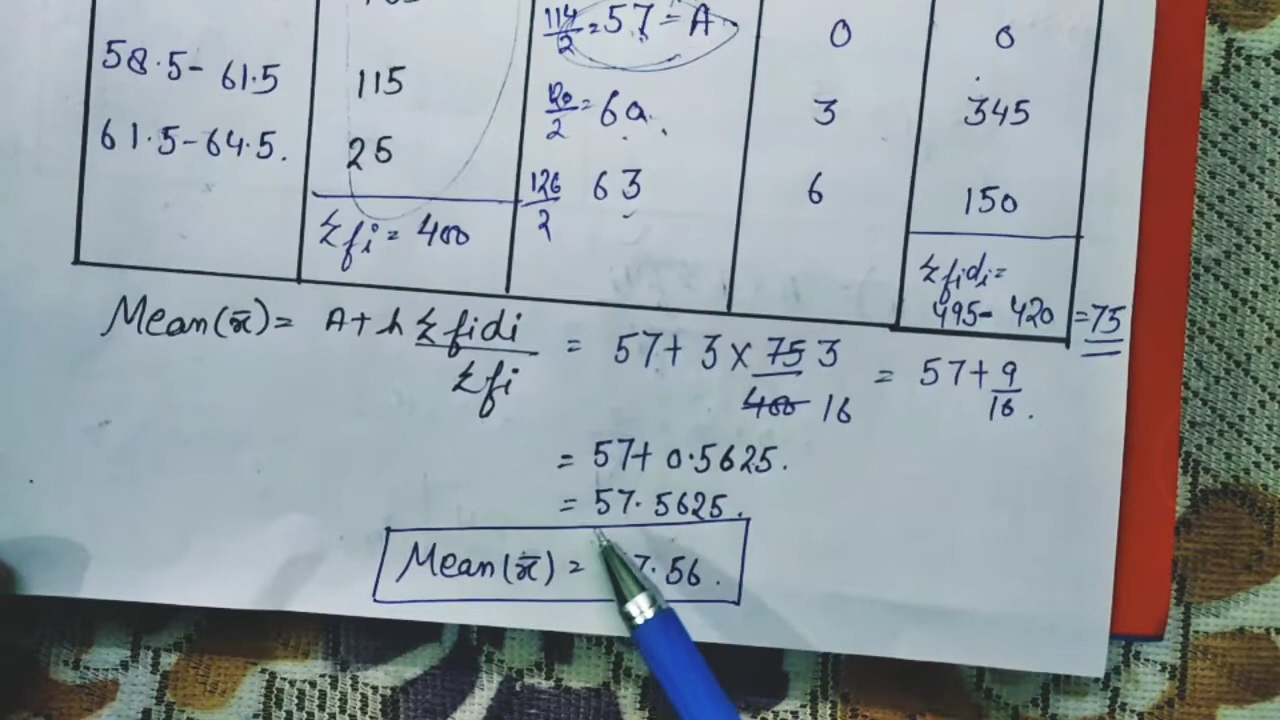 114/2 = 57 = A 0 0
58.5- 61.5 115 120/2 = 60. 3 345
61.5-64.5. 25 126/2 63 6 150
Σfi = 400 Σfidi=
495- 420 =75
Mean(x̄)= A+h Σfidi/Σfi = 57+ 3 × 75 3/400 16 = 57+ 9/16.
= 57+ 0.5625.
= 57.5625.
Mean(x̄) = 7.56.